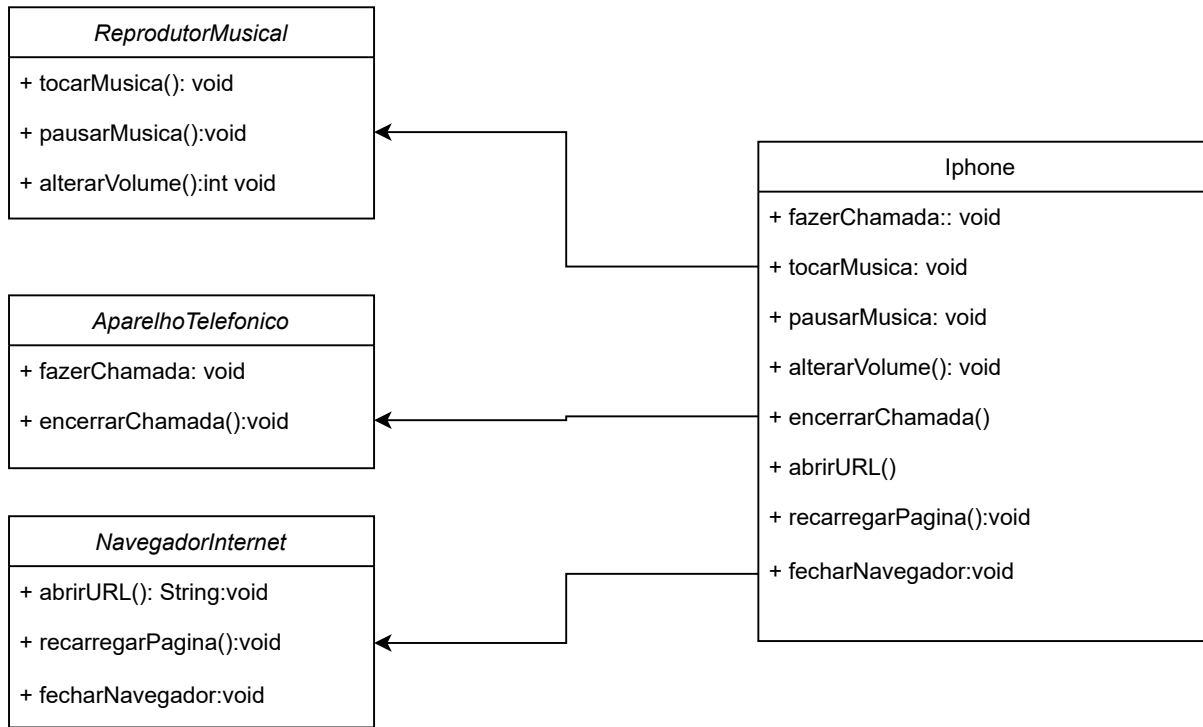 ReprodutorMusical
+ tocarMusica(): void
+ pausarMusica():void
+ alterarVolume():int void
AparelhoTelefonico
+ fazerChamada: void
+ encerrarChamada():void
NavegadorInternet
+ abrirURL(): String:void
+ recarregarPagina():void
+ fecharNavegador:void
Iphone
+ fazerChamada:: void
+ tocarMusica: void
+ pausarMusica: void
+ alterarVolume(): void
+ encerrarChamada()
+ abrirURL()
+ recarregarPagina():void
+ fecharNavegador:void